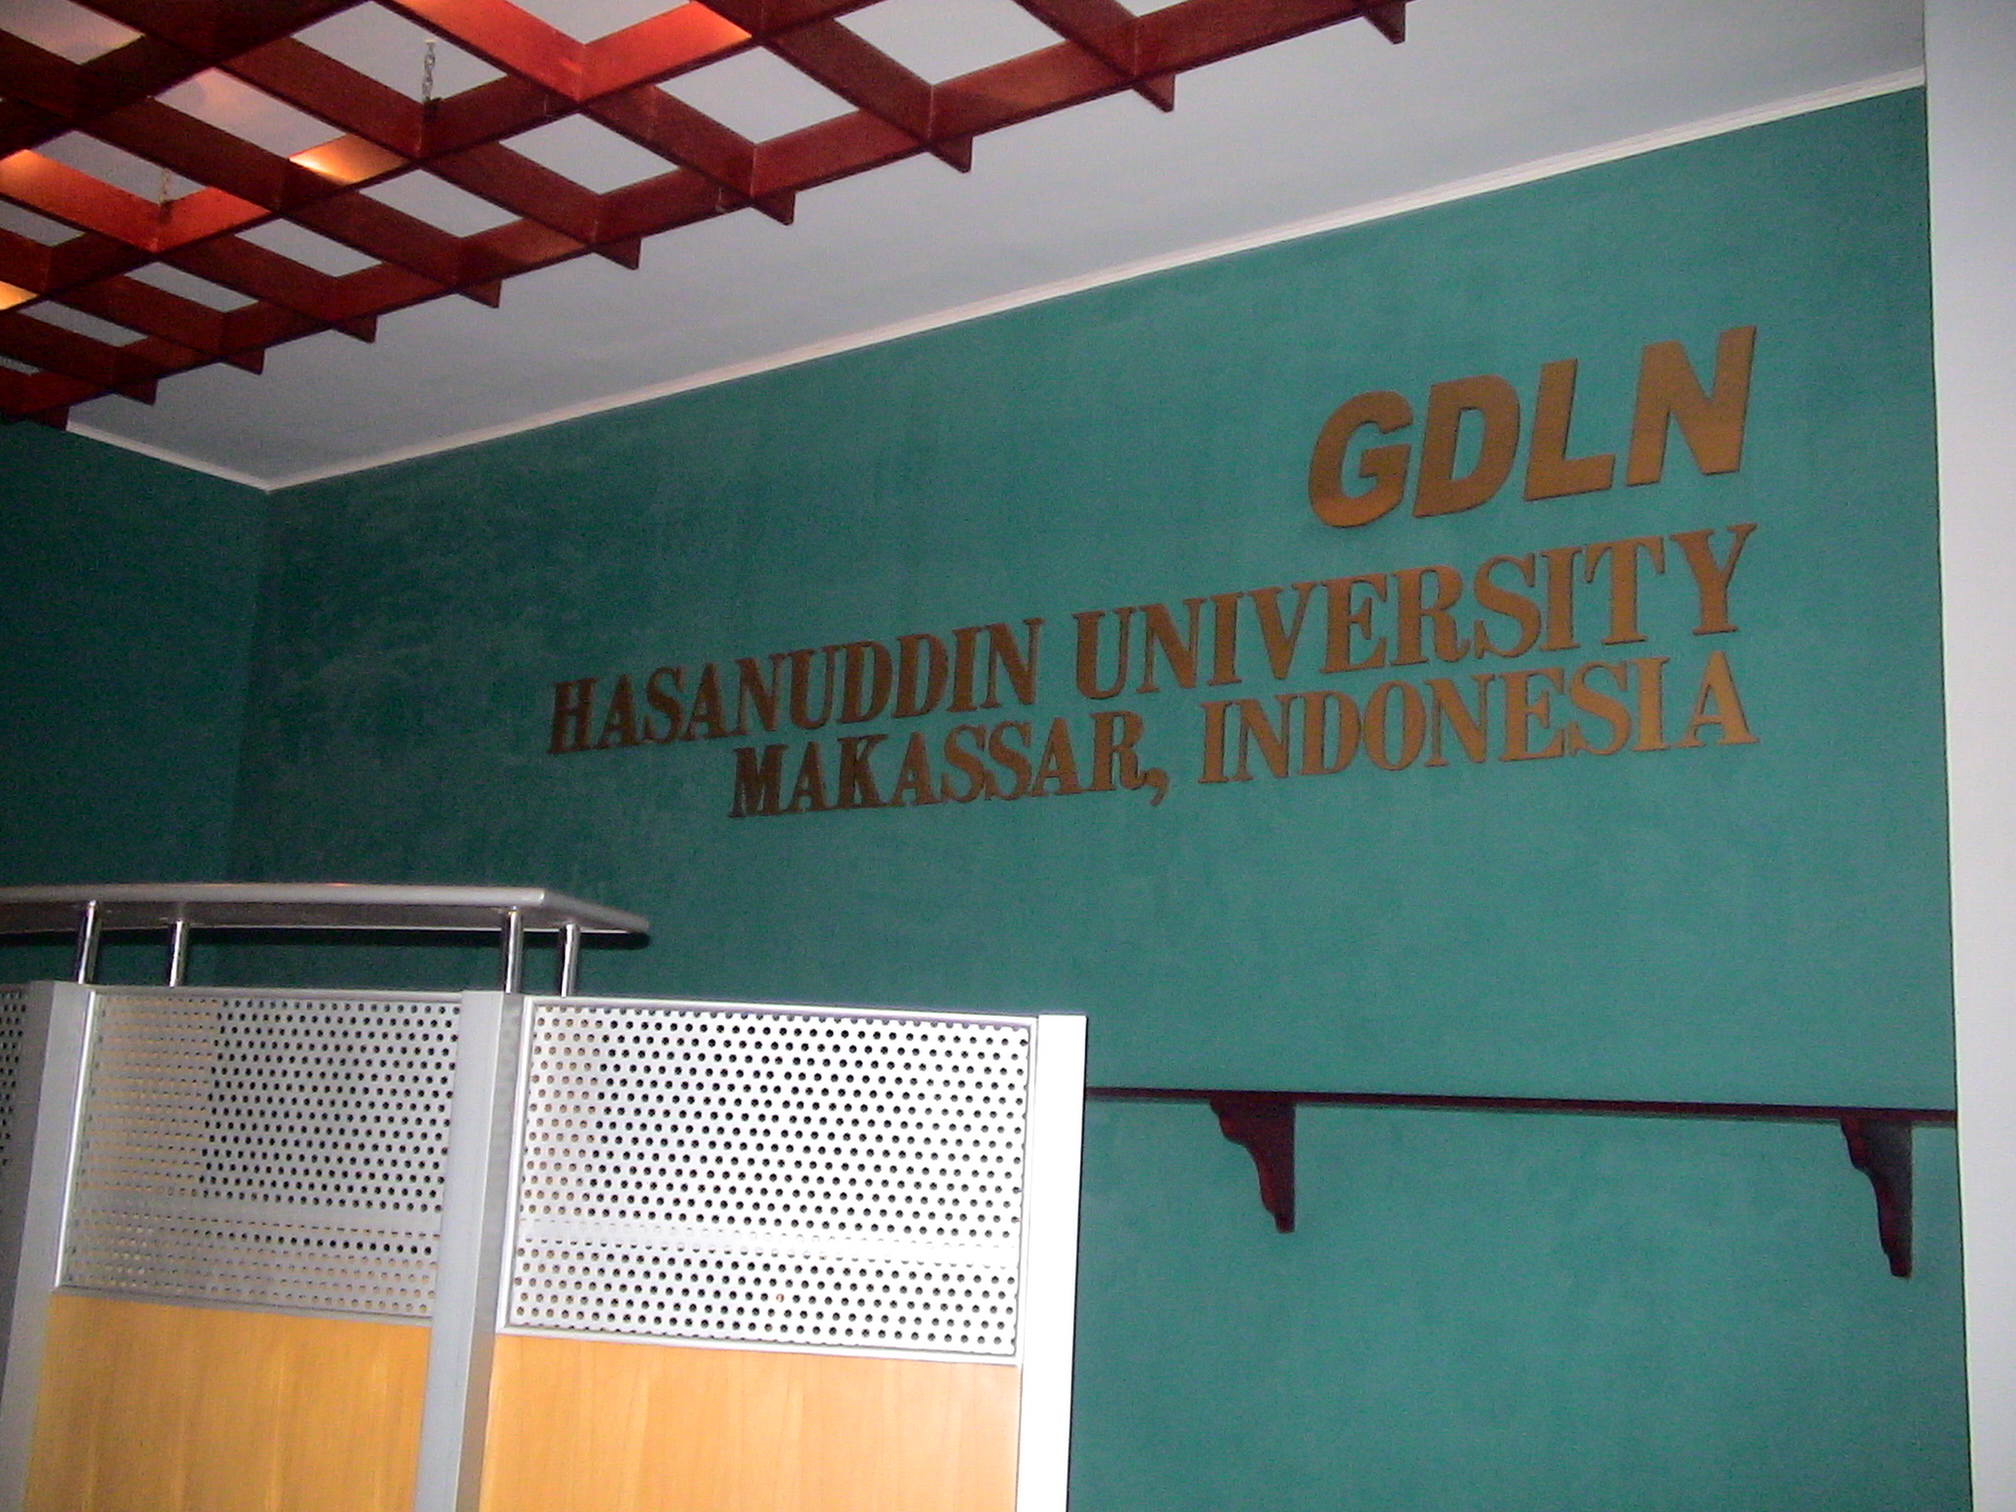 GDLN
HASANUDDIN UNIVERSITY
MAKASSAR, INDONESIA